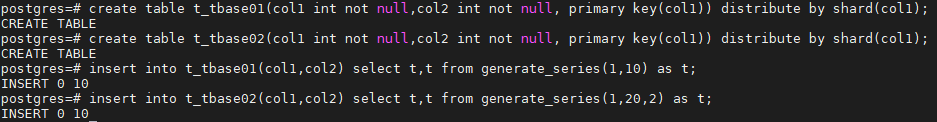 postgres=# create table t_tbase01(col1 int not null,col2 int not null, primary key(col1)) distribute by shard(col1);
CREATE TABLE
postgres=# create table t_tbase02(col1 int not null,col2 int not null, primary key(col1)) distribute by shard(col1);
CREATE TABLE
postgres=# insert into t_tbase01(col1,col2) select t,t from generate_series(1,10) as t;
INSERT 0 10
postgres=# insert into t_tbase02(col1,col2) select t,t from generate_series(1,20,2) as t;
INSERT 0 10